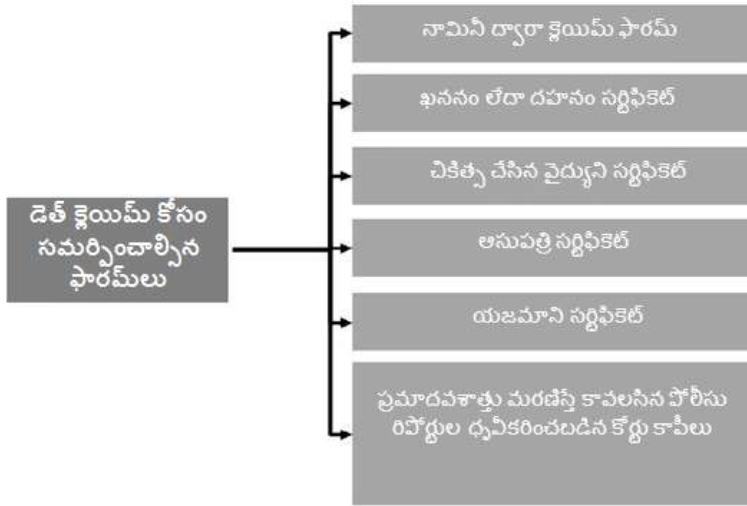 డెత్ క్లెయిమ్ కోసం
సమర్పించాల్సిన
ఫారమ్‌లు
నామినీ ద్వారా క్లెయిమ్ ఫారమ్
ఖననం లేదా దహనం సర్టిఫికెట్
చికిత్స చేసిన వైద్యుని సర్టిఫికెట్
ఆసుపత్రి సర్టిఫికెట్
యజమాని సర్టిఫికెట్
ప్రమాదవశాత్తు మరణిస్తే కావలసిన పోలీసు
రిపోర్టుల ధృవీకరించబడిన కోర్టు కాపీలు